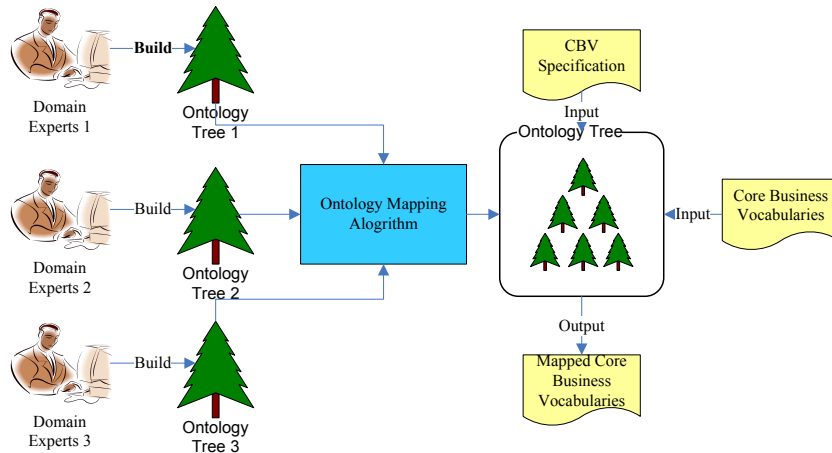 Build
Domain
Experts 1
Ontology
Tree 1
CBV
Specification
Input
Ontology Tree
Build
Domain
Experts 2
Ontology
Tree 2
Ontology Mapping
Alogrithm
Input
Core Business
Vocabularies
Build
Domain
Experts 3
Ontology
Tree 3
Output
Mapped Core
Business
Vocabularies